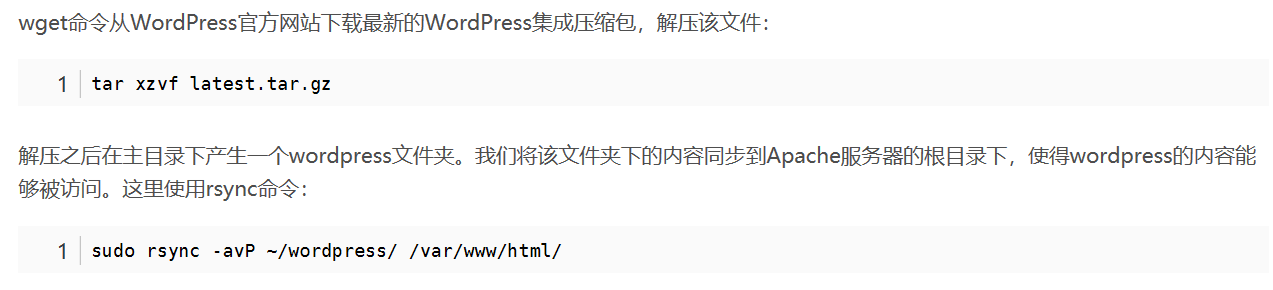 wget命令从WordPress官方网站下载最新的WordPress集成压缩包，解压该文件：
1 tar xzvf latest.tar.gz
解压之后在主目录下产生一个wordpress文件夹。我们将该文件夹下的内容同步到Apache服务器的根目录下，使得wordpress的内容能
够被访问。这里使用rsync命令：
1 sudo rsync -avP ~/wordpress/ /var/www/html/